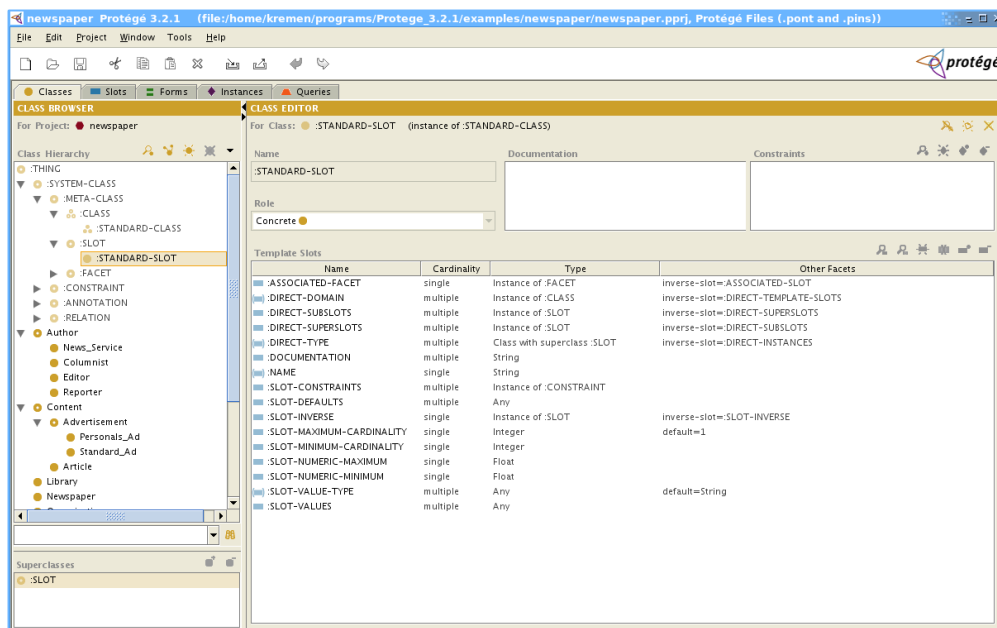 newspaper Protégé 3.2.1 (file:/home/kremen/programs/Protege_3.2.1/examples/newspaper/newspaper.pprj, Protégé Files (.pont and .pins))
File Edit Project Window Tools Help
protégé
Classes Slots Forms Instances Queries
CLASS BROWSER
For Project: newspaper
Class Hierarchy
:THING
:SYSTEM-CLASS
:META-CLASS
:CLASS
:STANDARD-CLASS
:SLOT
:STANDARD-SLOT
:FACET
:CONSTRAINT
:ANNOTATION
:RELATION
Author
News_Service
Columnist
Editor
Reporter
Content
Advertisement
Personals_Ad
Standard_Ad
Article
Library
Newspaper
Superclasses
:SLOT
CLASS EDITOR
For Class: :STANDARD-SLOT (instance of :STANDARD-CLASS)
Name Documentation Constraints
:STANDARD-SLOT
Role
Concrete
Template Slots
Name Cardinality Type Other Facets
:ASSOCIATED-FACET single Instance of :FACET inverse-slot=:ASSOCIATED-SLOT
:DIRECT-DOMAIN multiple Instance of :CLASS inverse-slot=:DIRECT-TEMPLATE-SLOTS
:DIRECT-SUBSLOTS multiple Instance of :SLOT inverse-slot=:DIRECT-SUPERSLOTS
:DIRECT-SUPERSLOTS multiple Instance of :SLOT inverse-slot=:DIRECT-SUBSLOTS
:DIRECT-TYPE multiple Class with superclass :SLOT inverse-slot=:DIRECT-INSTANCES
:DOCUMENTATION multiple String
:NAME single String
:SLOT-CONSTRAINTS multiple Instance of :CONSTRAINT
:SLOT-DEFAULTS multiple Any
:SLOT-INVERSE single Instance of :SLOT inverse-slot=:SLOT-INVERSE
:SLOT-MAXIMUM-CARDINALITY single Integer default=1
:SLOT-MINIMUM-CARDINALITY single Integer
:SLOT-NUMERIC-MAXIMUM single Float
:SLOT-NUMERIC-MINIMUM single Float
:SLOT-VALUE-TYPE multiple Any default=String
:SLOT-VALUES multiple Any